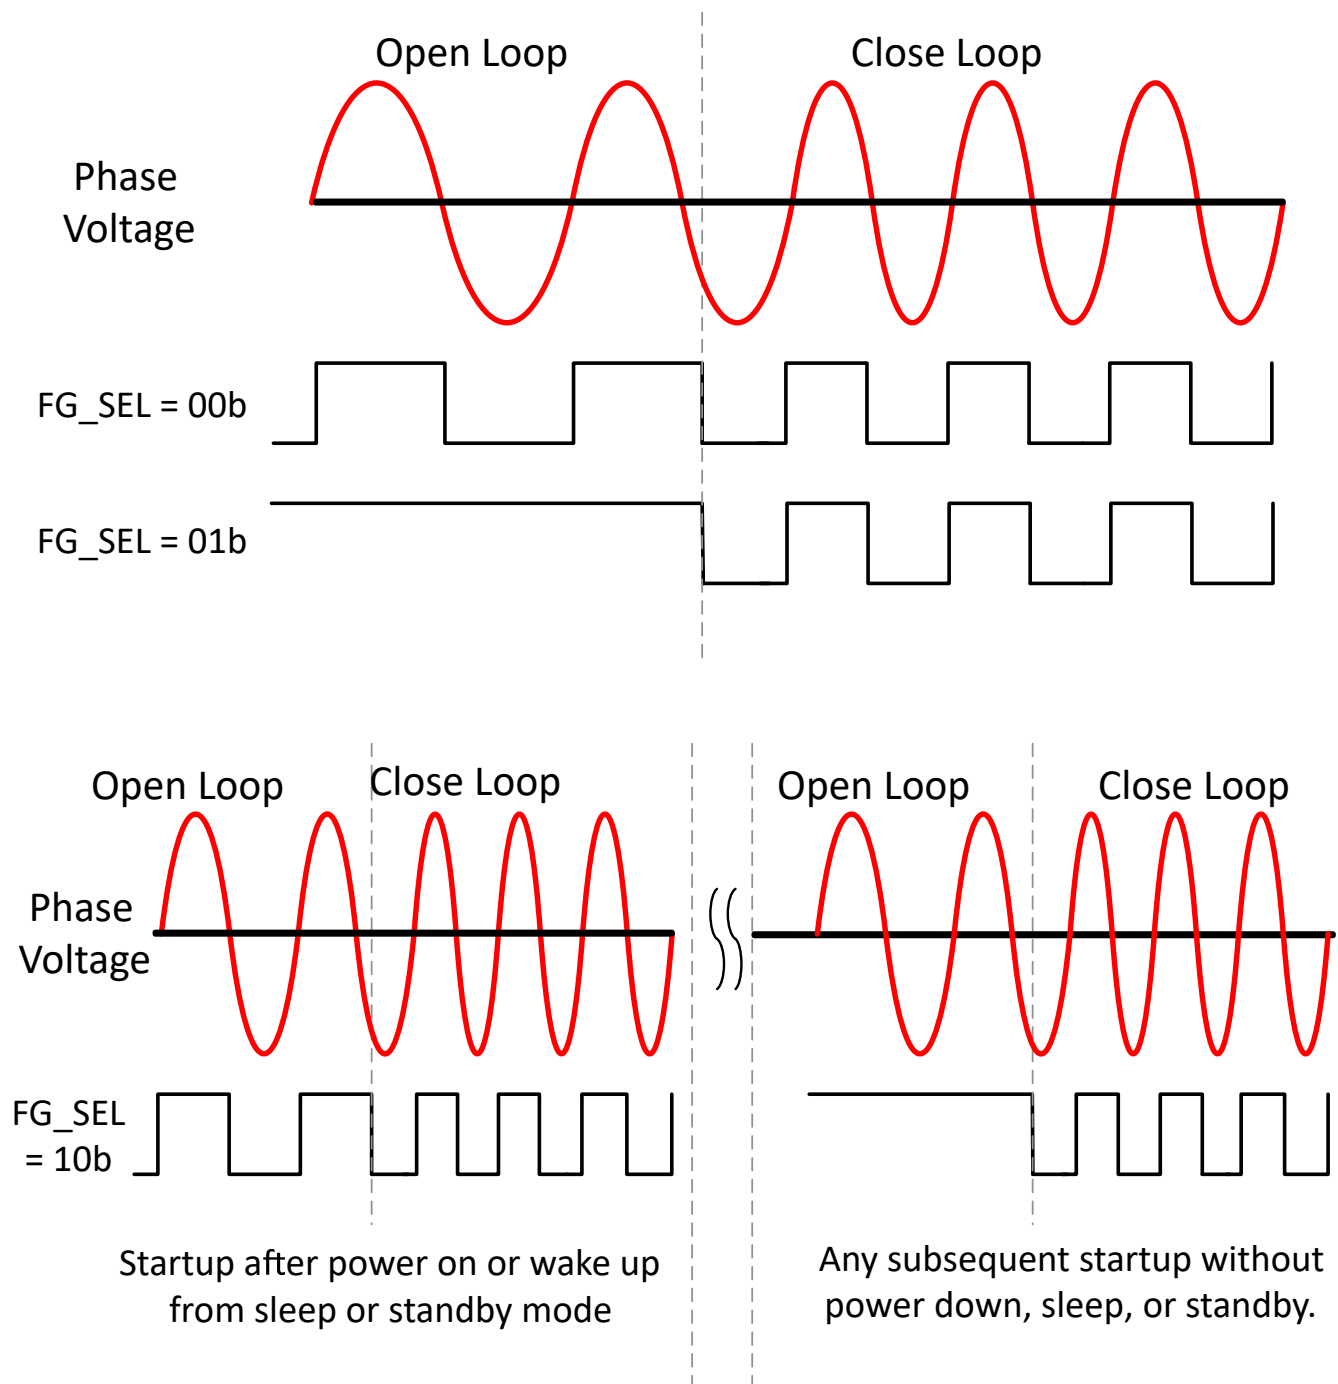 Open Loop
Close Loop
Phase
Voltage
FG_SEL = 00b
FG_SEL = 01b
Open Loop
Close Loop
Open Loop
Close Loop
Phase
Voltage
FG_SEL
= 10b
Startup after power on or wake up
from sleep or standby mode
Any subsequent startup without
power down, sleep, or standby.